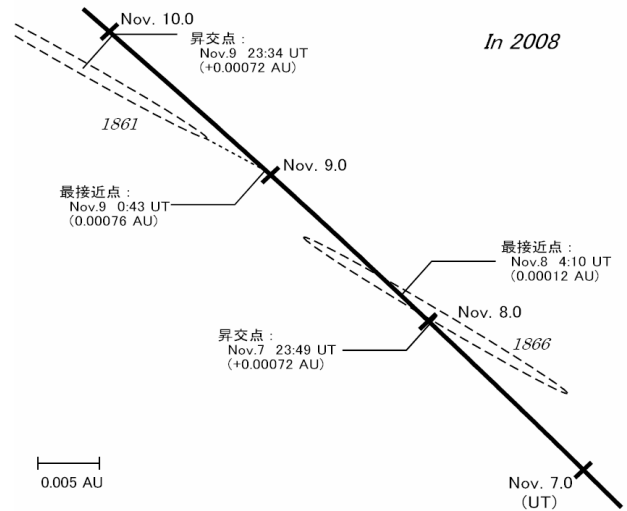 Nov. 10.0
In 2008
昇交点：
Nov.9 23:34 UT
(+0.00072 AU)
1861
Nov. 9.0
最接近点：
Nov.9 0:43 UT
(0.00076 AU)
最接近点：
Nov.8 4:10 UT
(0.00012 AU)
Nov. 8.0
昇交点：
Nov.7 23:49 UT
(+0.00072 AU)
1866
0.005 AU
Nov. 7.0
(UT)